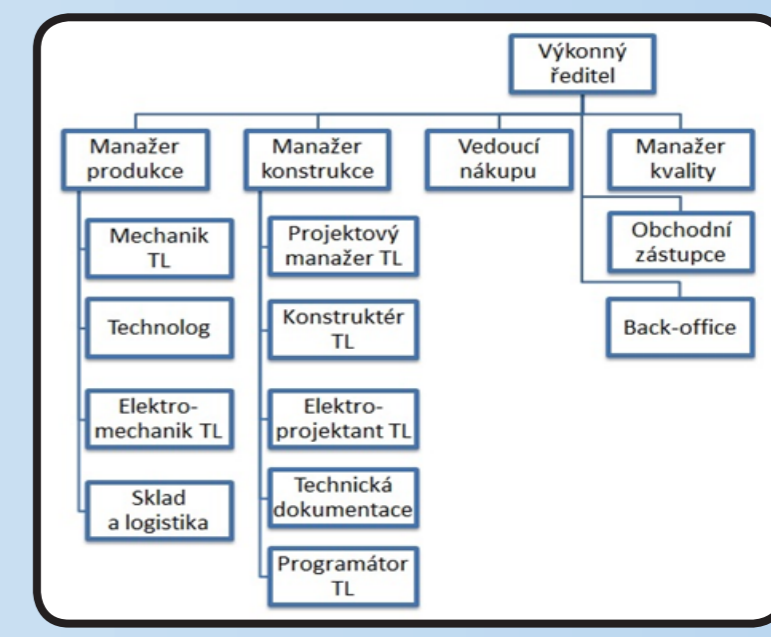 Výkonný
ředitel
Manažer
produkce
Manažer
konstrukce
Vedoucí
nákupu
Manažer
kvality
Mechanik
TL
Technolog
Elektro-
mechanik TL
Sklad
a logistika
Projektový
manažer TL
Konstruktér
TL
Elektro-
projektant TL
Technická
dokumentace
Programátor
TL
Obchodní
zástupce
Back-office